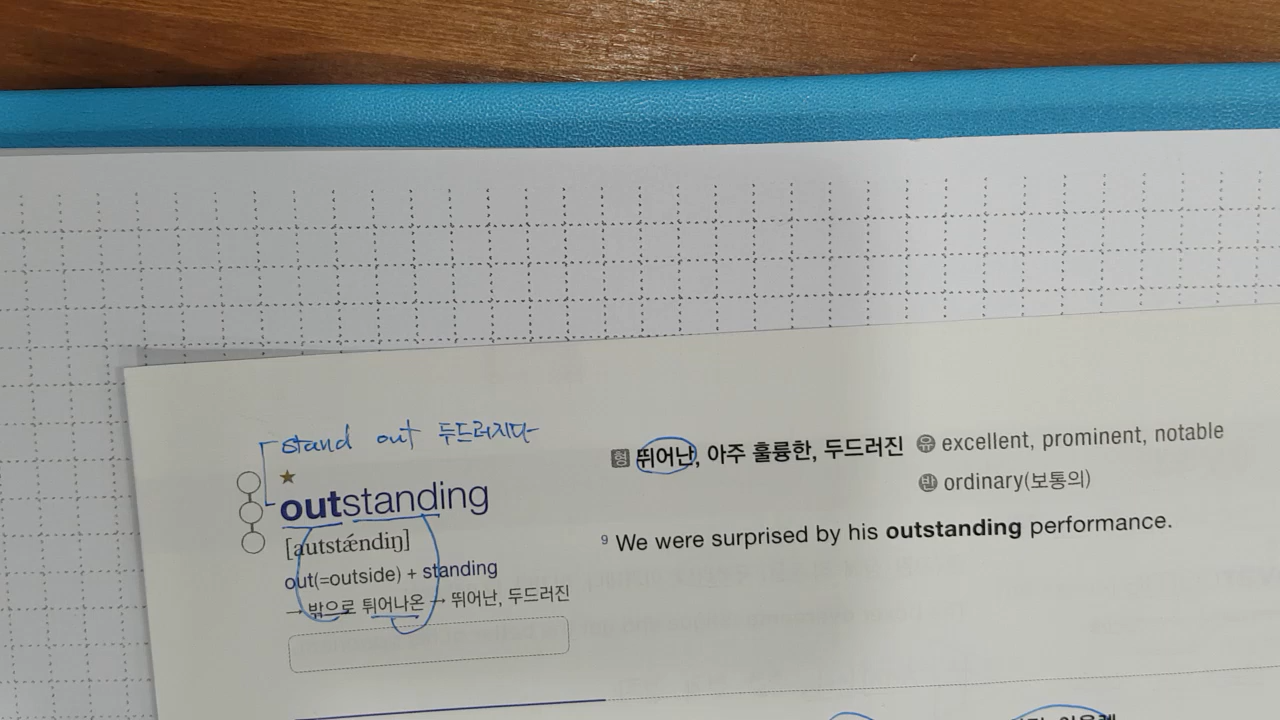 stand out 두드러지다
outstanding
[autstǽndiŋ]
out(=outside) + standing
→ 밖으로 튀어나온 → 뛰어난, 두드러진
형 뛰어난, 아주 훌륭한, 두드러진 유 excellent, prominent, notable
반 ordinary(보통의)
9 We were surprised by his outstanding performance.